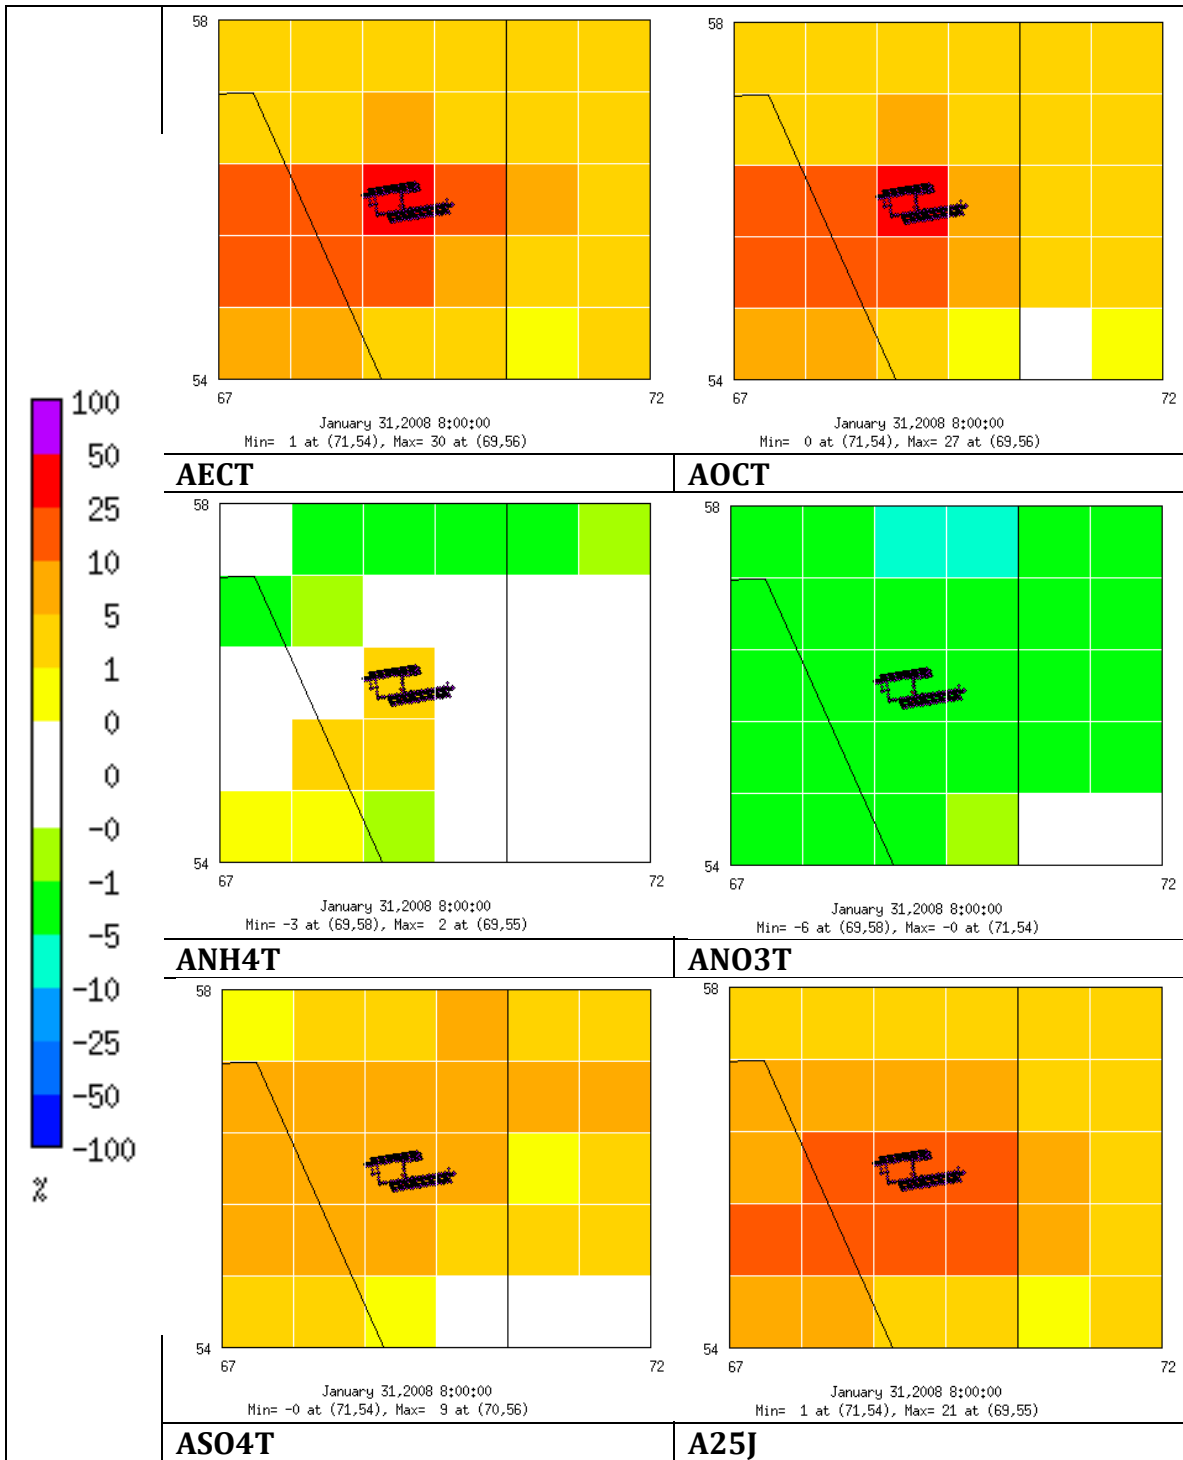 100
50
25
10
5
1
0
0
-0
-1
-5
-10
-25
-50
-100
%
58
54
67
72
January 31,2008 8:00:00
Min=  1 at (71,54), Max= 30 at (69,56)
AECT
58
54
67
72
January 31,2008 8:00:00
Min=  0 at (71,54), Max= 27 at (69,56)
AOCT
58
54
67
72
January 31,2008 8:00:00
Min= -3 at (69,58), Max=  2 at (69,55)
ANH4T
58
54
67
72
January 31,2008 8:00:00
Min= -6 at (69,58), Max= -0 at (71,54)
ANO3T
58
54
67
72
January 31,2008 8:00:00
Min= -0 at (71,54), Max=  9 at (70,56)
ASO4T
58
54
67
72
January 31,2008 8:00:00
Min=  1 at (71,54), Max= 21 at (69,55)
A25J